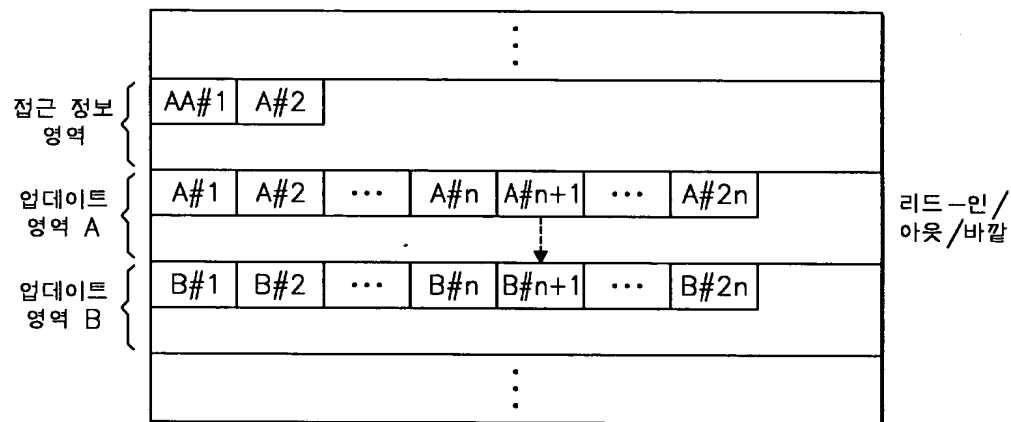 ⋮
접근 정보
영역
AA#1 A#2
업데이트
영역 A
A#1 A#2 ··· A#n A#n+1 ··· A#2n
리드-인/
아웃/바깥
업데이트
영역 B
B#1 B#2 ··· B#n B#n+1 ··· B#2n
⋮